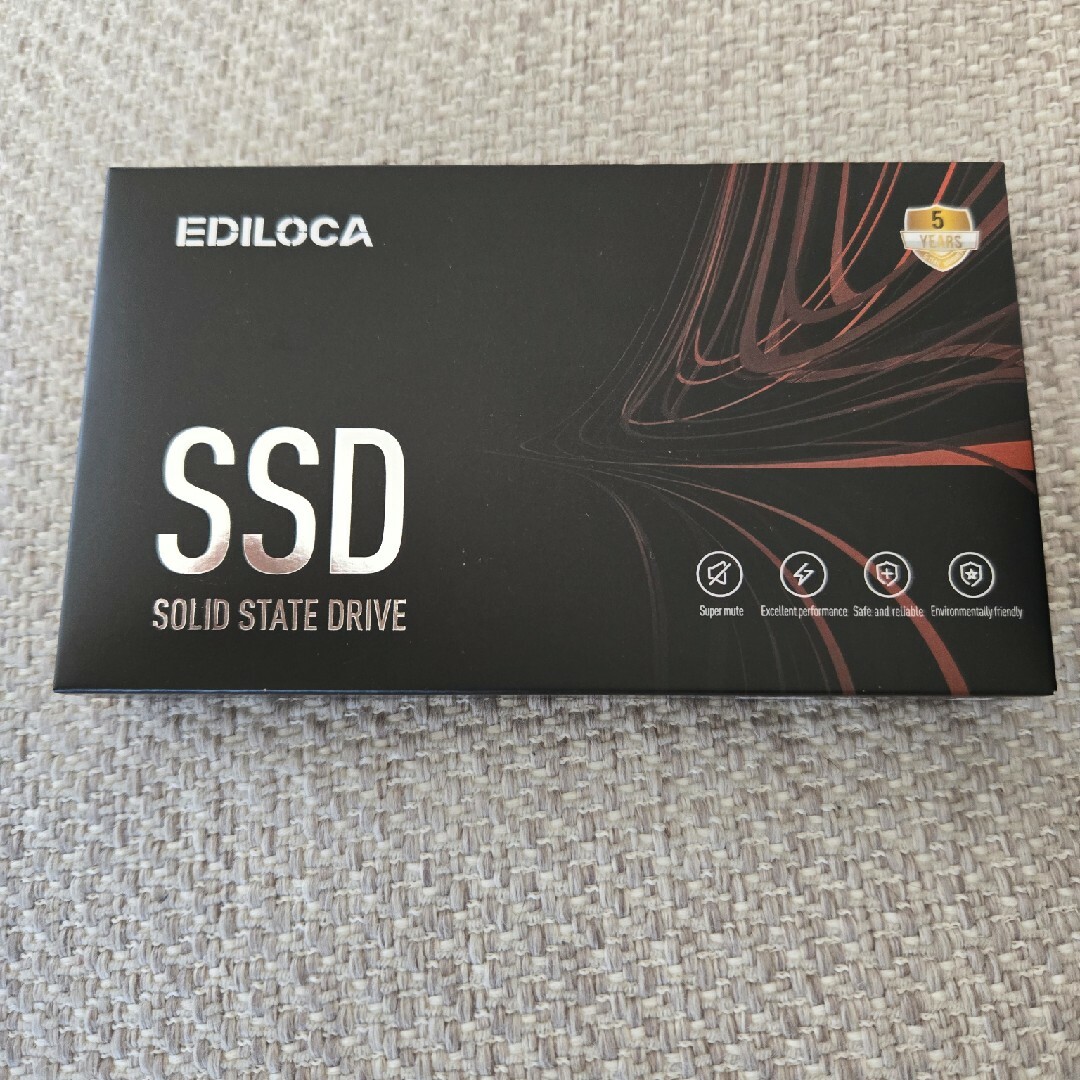 EDILOCA
5
YEARS
SSD
SOLID STATE DRIVE
Super mute
Excellent performance
Safe and reliable
Environmentally friendly